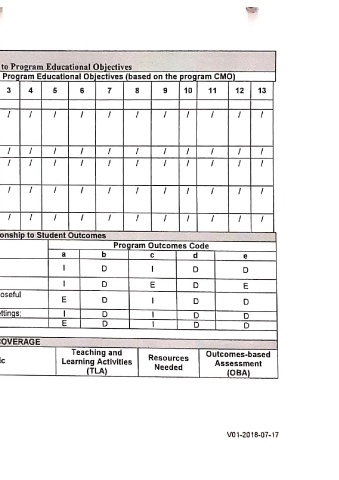 to Program Educational Objectives
Program Educational Objectives (based on the program CMO)
3 4 5 6 7 8 9 10 11 12 13
/ / / / / / / / / / /
/ / / / / / / / / / /
/ / / / / / / / / / /
/ / / / / / / / / / /
/ / / / / / / / / / /
onship to Student Outcomes
Program Outcomes Code
a b c d e
I D I D D
I D E D E
oseful E D I D D
ttings; I D I D D
E D I D D
OVERAGE
ic Teaching and Learning Activities (TLA) Resources Needed Outcomes-based Assessment (OBA)
V01-2018-07-17